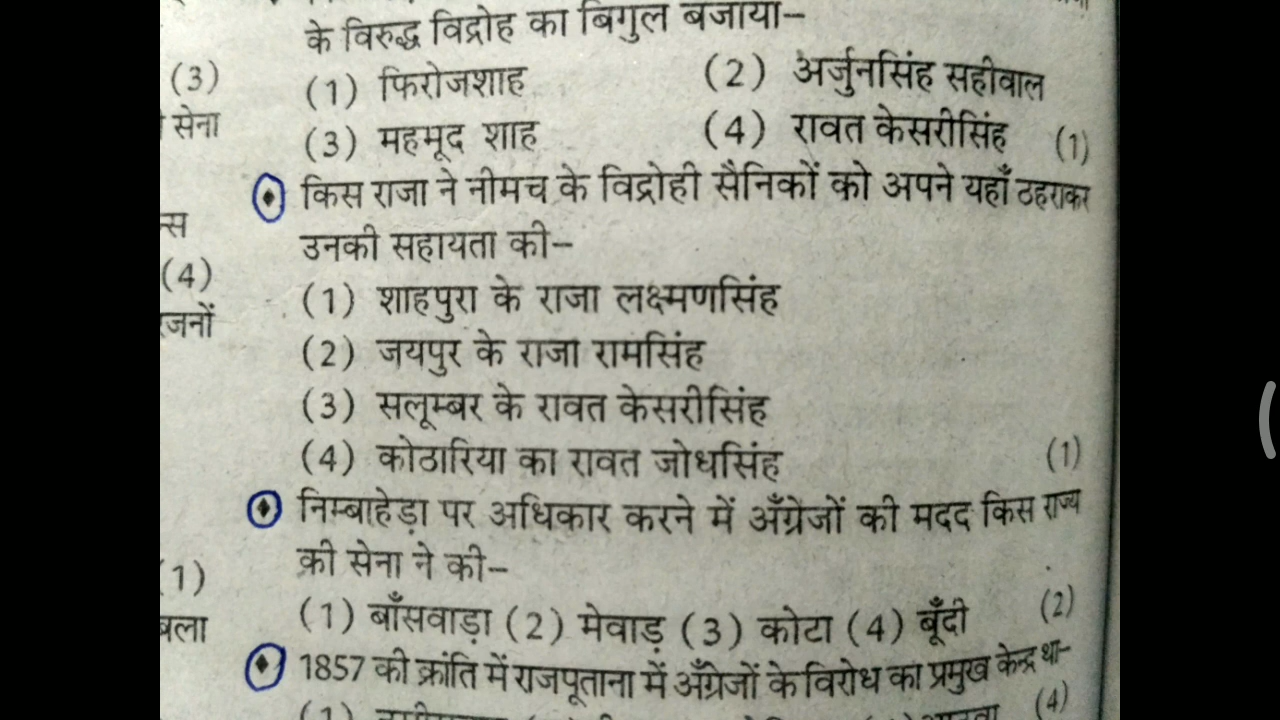 के विरुद्ध विद्रोह का बिगुल बजाया–
(3)
(1) फिरोजशाह (2) अर्जुनसिंह सहीवाल
सेना
(3) महमूद शाह (4) रावत केसरीसिंह (1)
किस राजा ने नीमच के विद्रोही सैनिकों को अपने यहाँ ठहराकर
उनकी सहायता की–
(4)
(1) शाहपुरा के राजा लक्ष्मणसिंह
(2) जयपुर के राजा रामसिंह
(3) सलूम्बर के रावत केसरीसिंह
(4) कोठारिया का रावत जोधसिंह (1)
निम्बाहेड़ा पर अधिकार करने में अँग्रेजों की मदद किस राज्य
की सेना ने की–
1)
(1) बाँसवाड़ा (2) मेवाड़ (3) कोटा (4) बूँदी (2)
1857 की क्रांति में राजपूताना में अँग्रेजों के विरोध का प्रमुख केन्द्र था–
(4)